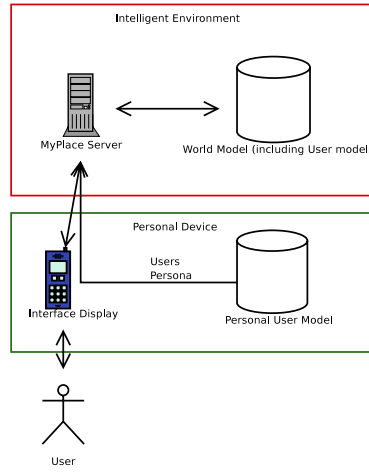 Intelligent Environment
MyPlace Server
World Model (including User model
Personal Device
Users
Persona
Interface Display
Personal User Model
User